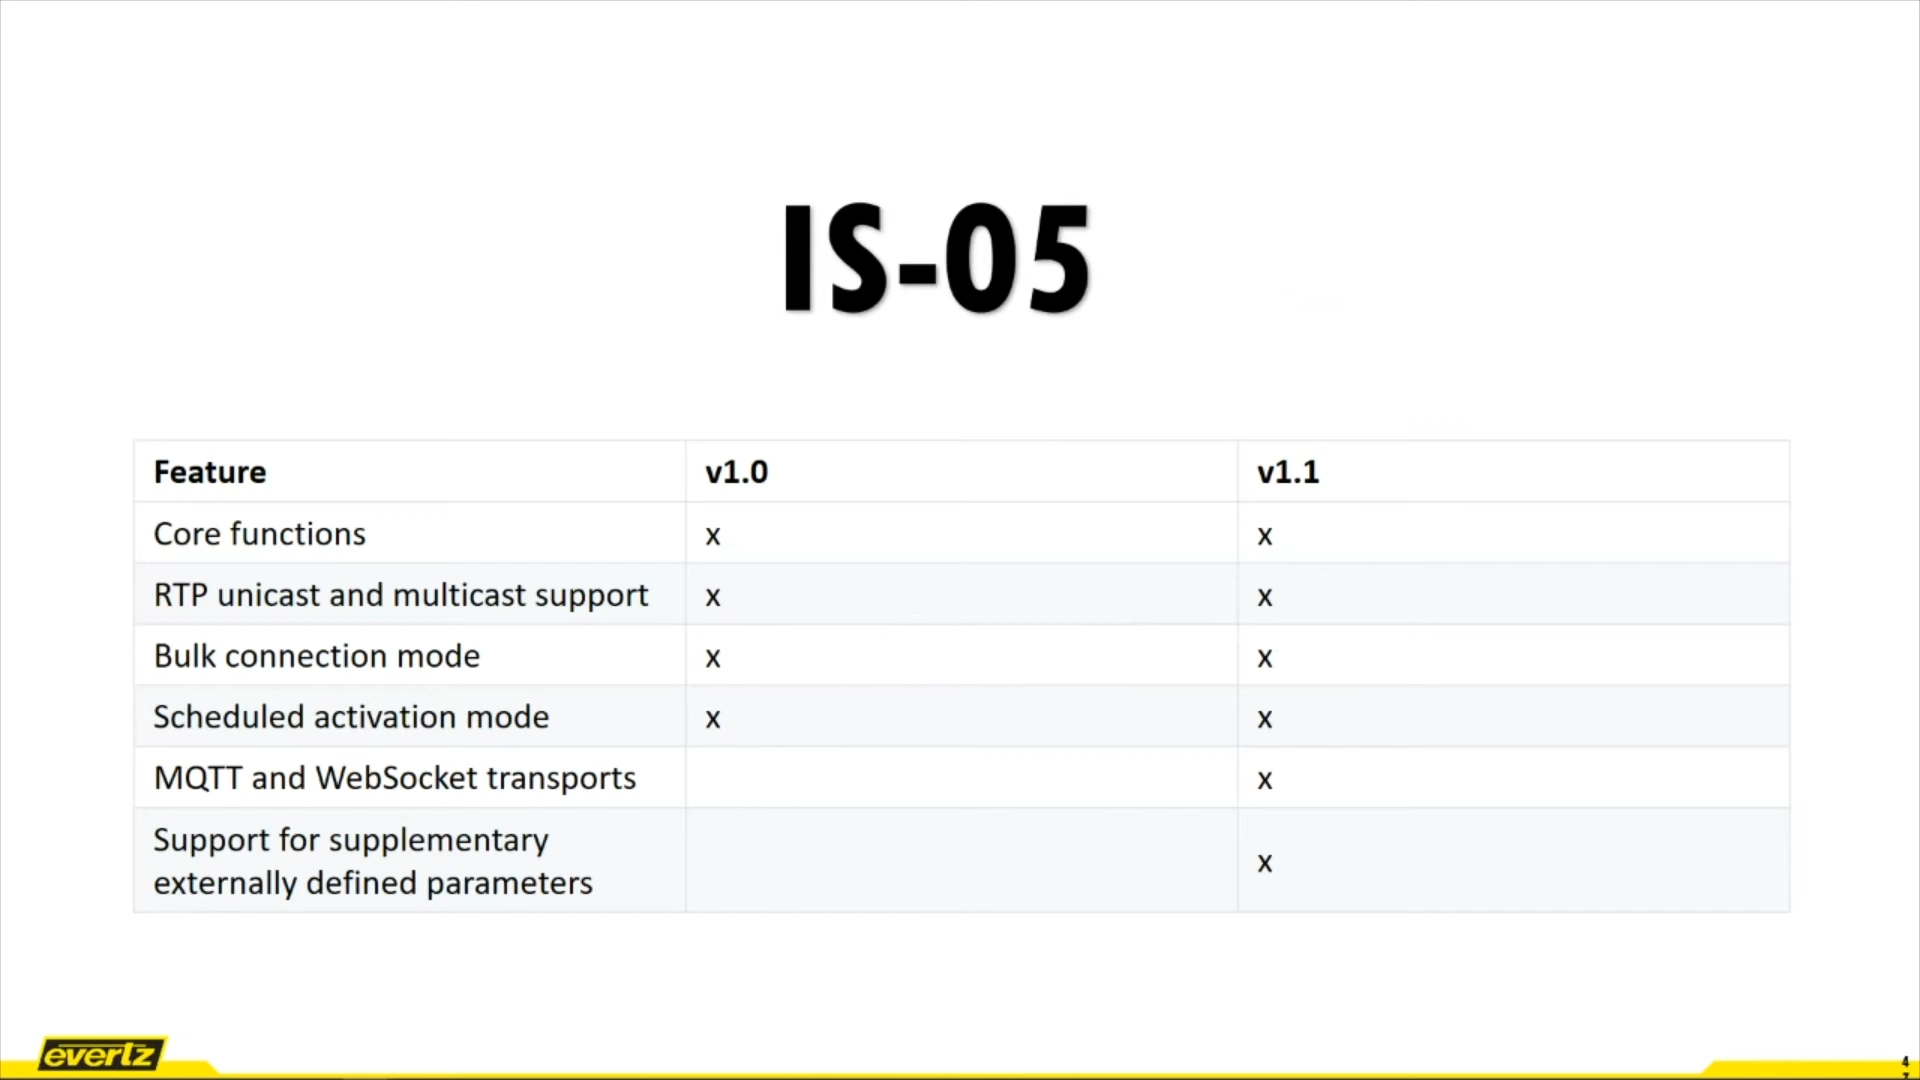 IS-05
Feature v1.0 v1.1
Core functions x x
RTP unicast and multicast support x x
Bulk connection mode x x
Scheduled activation mode x x
MQTT and WebSocket transports x
Support for supplementary
externally defined parameters x
evertz
4